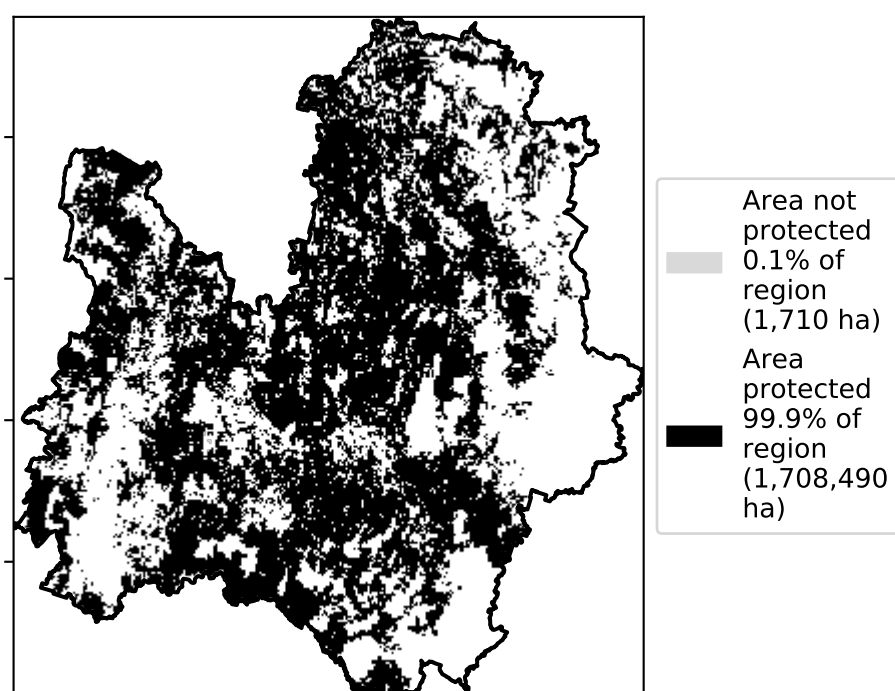 Area not
protected
0.1% of
region
(1,710 ha)
Area
protected
99.9% of
region
(1,708,490
ha)